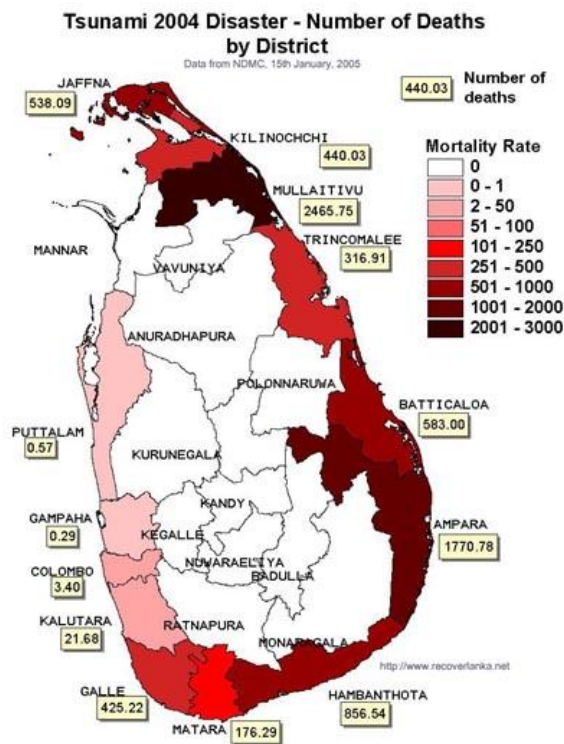 Tsunami 2004 Disaster - Number of Deaths
by District
Data from NDMC, 15th January, 2005
JAFFNA
538.09
440.03
Number of
deaths
KILINOCHCHI
440.03
Mortality Rate
0
0 - 1
2 - 50
51 - 100
101 - 250
251 - 500
501 - 1000
1001 - 2000
2001 - 3000
MULLAITIVU
2465.75
TRINCOMALEE
316.91
MANNAR
VAVUNIYA
ANURADHAPURA
POLONNARUWA
BATTICALOA
583.00
PUTTALAM
0.57
KURUNEGALA
KANDY
GAMPAHA
0.29
KEGALLE
AMPARA
1770.78
NUWARAELIYA
BADULLA
COLOMBO
3.40
KALUTARA
21.68
RATNAPURA
MONARAGALA
http://www.recoverlanka.net
GALLE
425.22
MATARA
176.29
HAMBANTHOTA
856.54